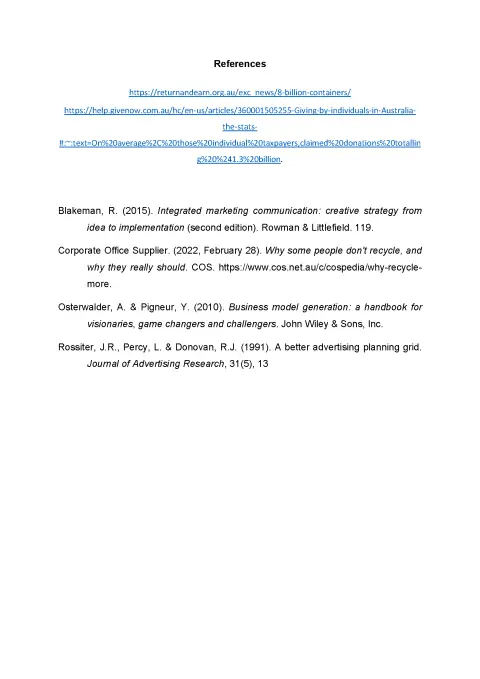 References
https://returnandearn.org.au/exc_news/8-billion-containers/
https://help.givenow.com.au/hc/en-us/articles/360001505255-Giving-by-individuals-in-Australia-
the-stats-
#:~:text=On%20average%2C%20those%20individual%20taxpayers,claimed%20donations%20totallin
g%20%241.3%20billion.
Blakeman, R. (2015). Integrated marketing communication: creative strategy from
idea to implementation (second edition). Rowman & Littlefield. 119.
Corporate Office Supplier. (2022, February 28). Why some people don't recycle, and
why they really should. COS. https://www.cos.net.au/c/cospedia/why-recycle-
more.
Osterwalder, A. & Pigneur, Y. (2010). Business model generation: a handbook for
visionaries, game changers and challengers. John Wiley & Sons, Inc.
Rossiter, J.R., Percy, L. & Donovan, R.J. (1991). A better advertising planning grid.
Journal of Advertising Research, 31(5), 13